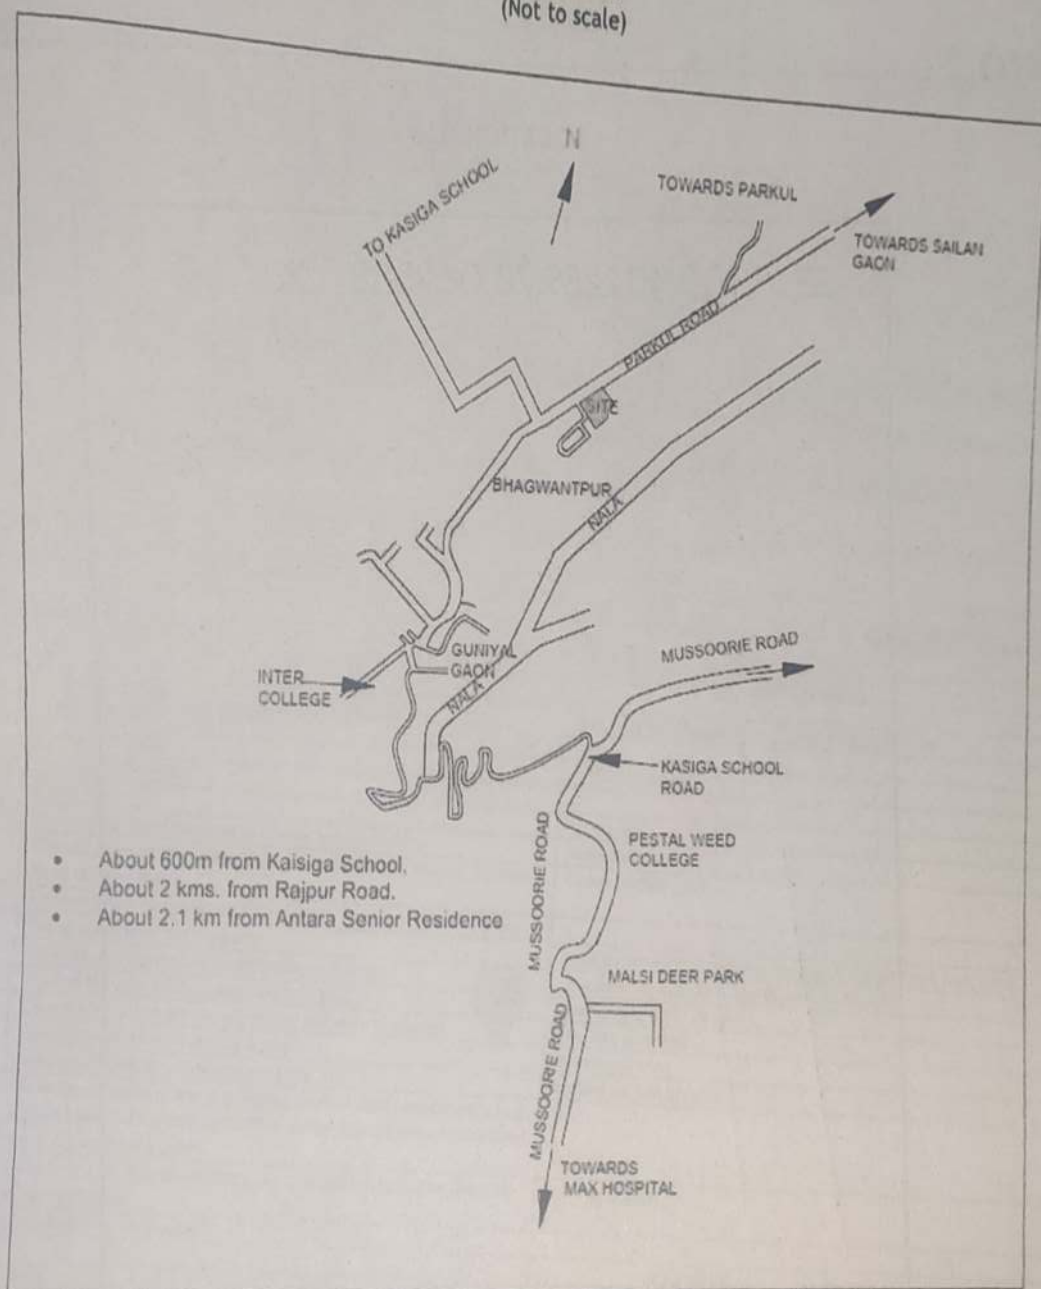 (Not to scale)
N
TO KASIGA SCHOOL
TOWARDS PARKUL
TOWARDS SAILAN
GAON
PARKUL ROAD
SITE
BHAGWANTPUR
NALA
GUNIYAL
GAON
INTER
COLLEGE
NALA
MUSSOORIE ROAD
KASIGA SCHOOL
ROAD
MUSSOORIE ROAD
PESTAL WEED
COLLEGE
• About 600m from Kaisiga School.
• About 2 kms. from Rajpur Road.
• About 2.1 km from Antara Senior Residence
MALSI DEER PARK
MUSSOORIE ROAD
TOWARDS
MAX HOSPITAL